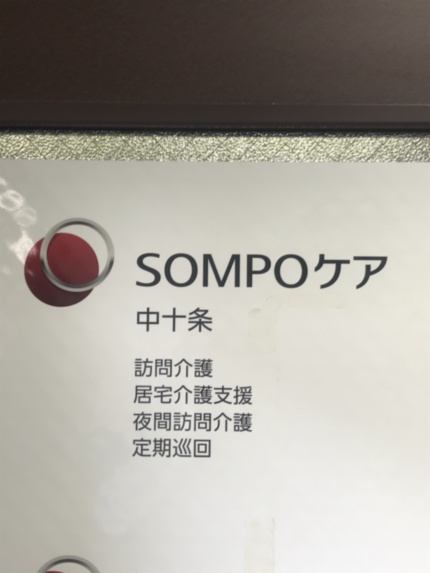 SOMPOケア
中十条
訪問介護
居宅介護支援
夜間訪問介護
定期巡回